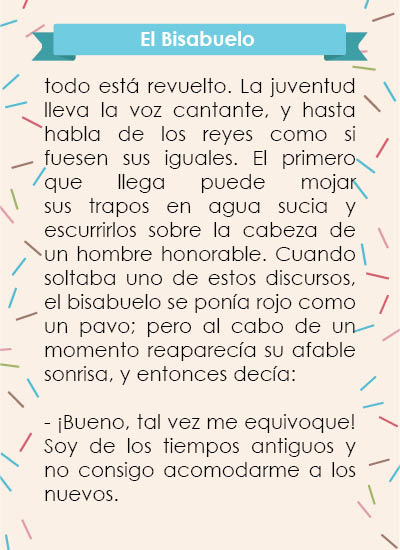 El Bisabuelo
todo está revuelto. La juventud
lleva la voz cantante, y hasta
habla de los reyes como si
fuesen sus iguales. El primero
que llega puede mojar
sus trapos en agua sucia y
escurrirlos sobre la cabeza de
un hombre honorable. Cuando
soltaba uno de estos discursos,
el bisabuelo se ponía rojo como
un pavo; pero al cabo de un
momento reaparecía su afable
sonrisa, y entonces decía:
- ¡Bueno, tal vez me equivoque!
Soy de los tiempos antiguos y
no consigo acomodarme a los
nuevos.